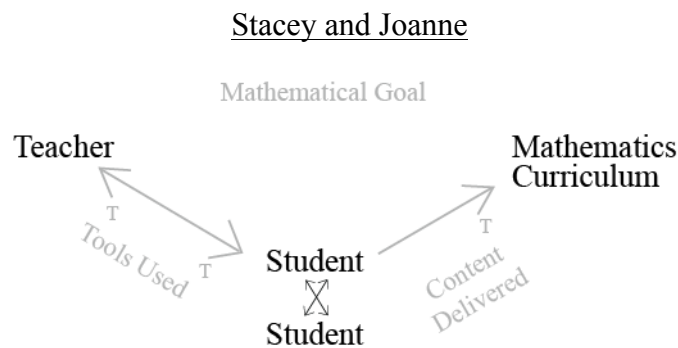 Stacey and Joanne
Mathematical Goal
Teacher
Mathematics
Curriculum
T
Tools Used
T
T
Content
Delivered
Student
Student